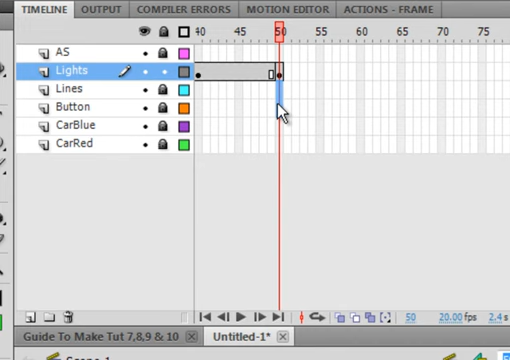 TIMELINE OUTPUT COMPILER ERRORS MOTION EDITOR ACTIONS - FRAME
40 45 50 55 60 65 70 75
AS
Lights
Lines
Button
CarBlue
CarRed
50 20.00 fps 2.4 s
Guide To Make Tut 7,8,9 & 10 Untitled-1*
Scene 1